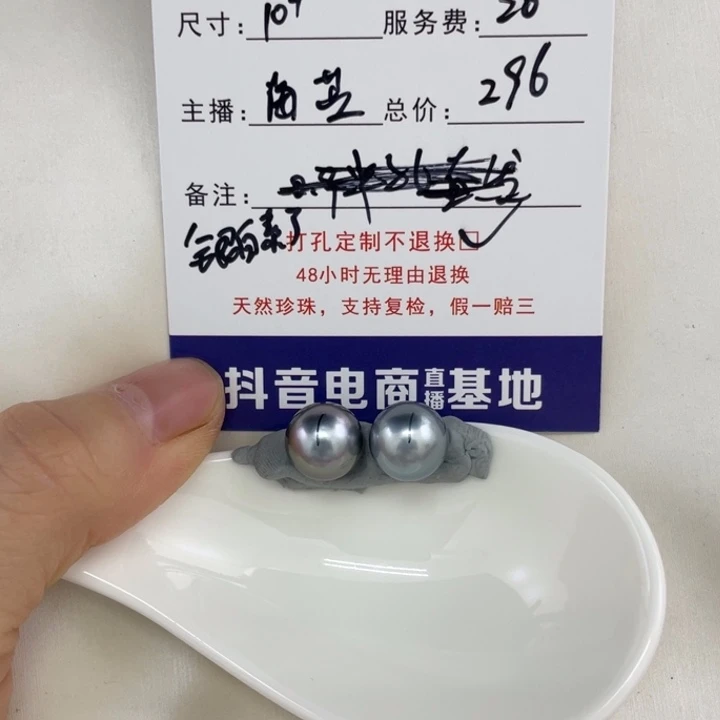 尺寸： 10+ 服务费： 20
主播： 总价： 296
备注：
打孔定制不退换☑
48小时无理由退换
天然珍珠，支持复检，假一赔三
抖音电商直播基地